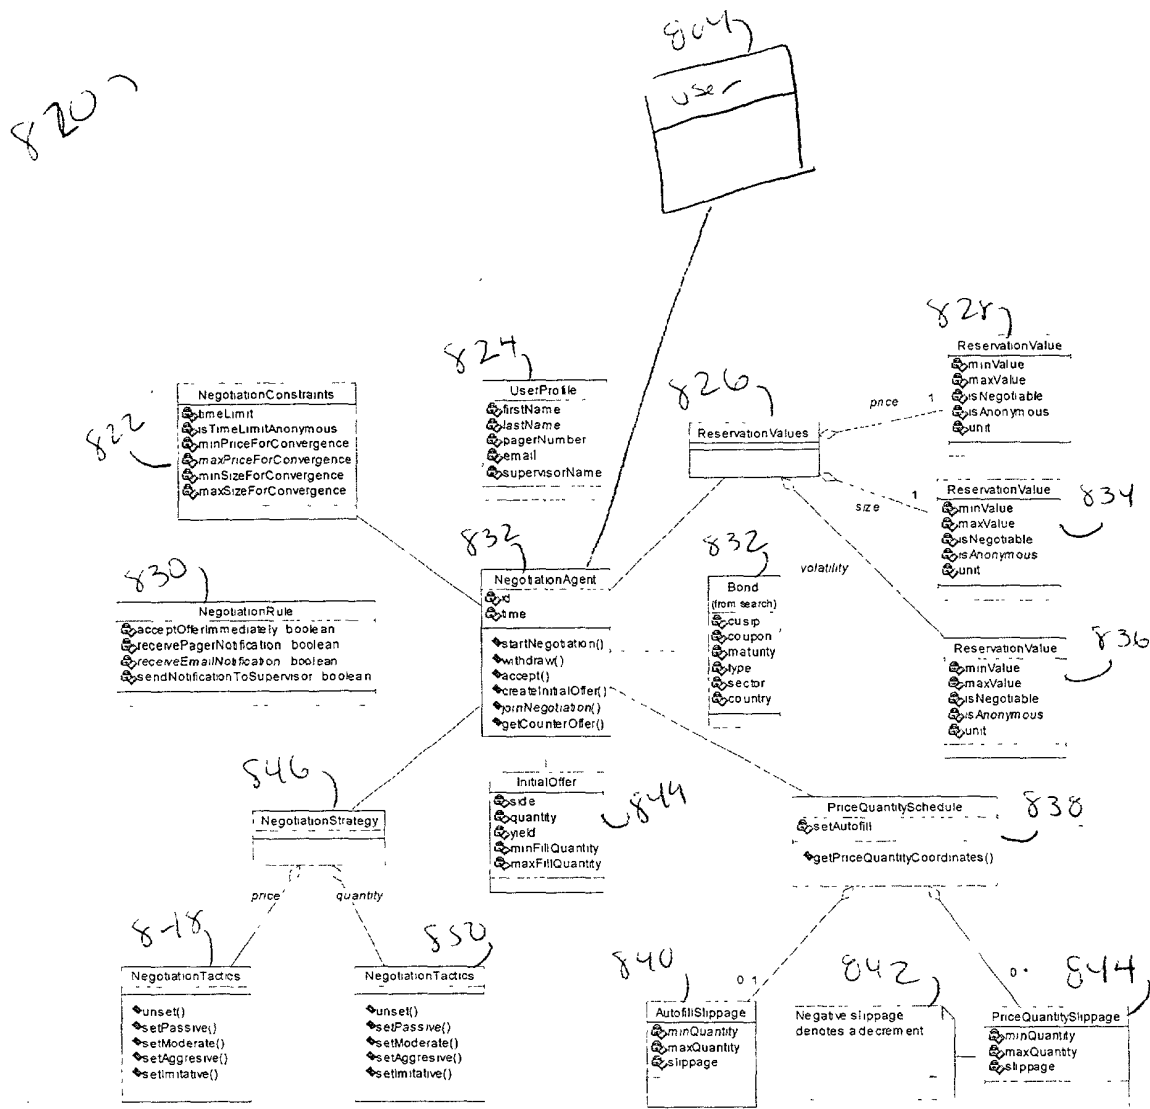 804
user
820
828
ReservationValue
minValue
maxValue
isNegotiable
isAnonymous
unit
824
UserProfile
firstName
lastName
pagerNumber
email
supervisorName
826
ReservationValues
price
1
822
NegotiationConstraints
timeLimit
isTimeLimitAnonymous
minPriceForConvergence
maxPriceForConvergence
minSizeForConvergence
maxSizeForConvergence
size
1
834
ReservationValue
minValue
maxValue
isNegotiable
isAnonymous
unit
volatility
830
NegotiationRule
acceptOfferImmediately boolean
receivePagerNotification boolean
receiveEmailNotification boolean
sendNotificationToSupervisor boolean
832
NegotiationAgent
id
time
startNegotiation()
withdraw()
accept()
createInitialOffer()
joinNegotiation()
getCounterOffer()
832
Bond
(from search)
cusip
coupon
maturity
type
sector
country
836
ReservationValue
minValue
maxValue
isNegotiable
isAnonymous
unit
846
NegotiationStrategy
price
quantity
InitialOffer
side
quantity
yield
minFillQuantity
maxFillQuantity
844
PriceQuantitySchedule
setAutofill
getPriceQuantityCoordinates()
838
848
NegotiationTactics
unset()
setPassive()
setModerate()
setAggresive()
setImitative()
850
NegotiationTactics
unset()
setPassive()
setModerate()
setAggresive()
setImitative()
840
0 1
AutofillSlippage
minQuantity
maxQuantity
slippage
842
Negative slippage
denotes a decrement
0
844
PriceQuantitySlippage
minQuantity
maxQuantity
slippage